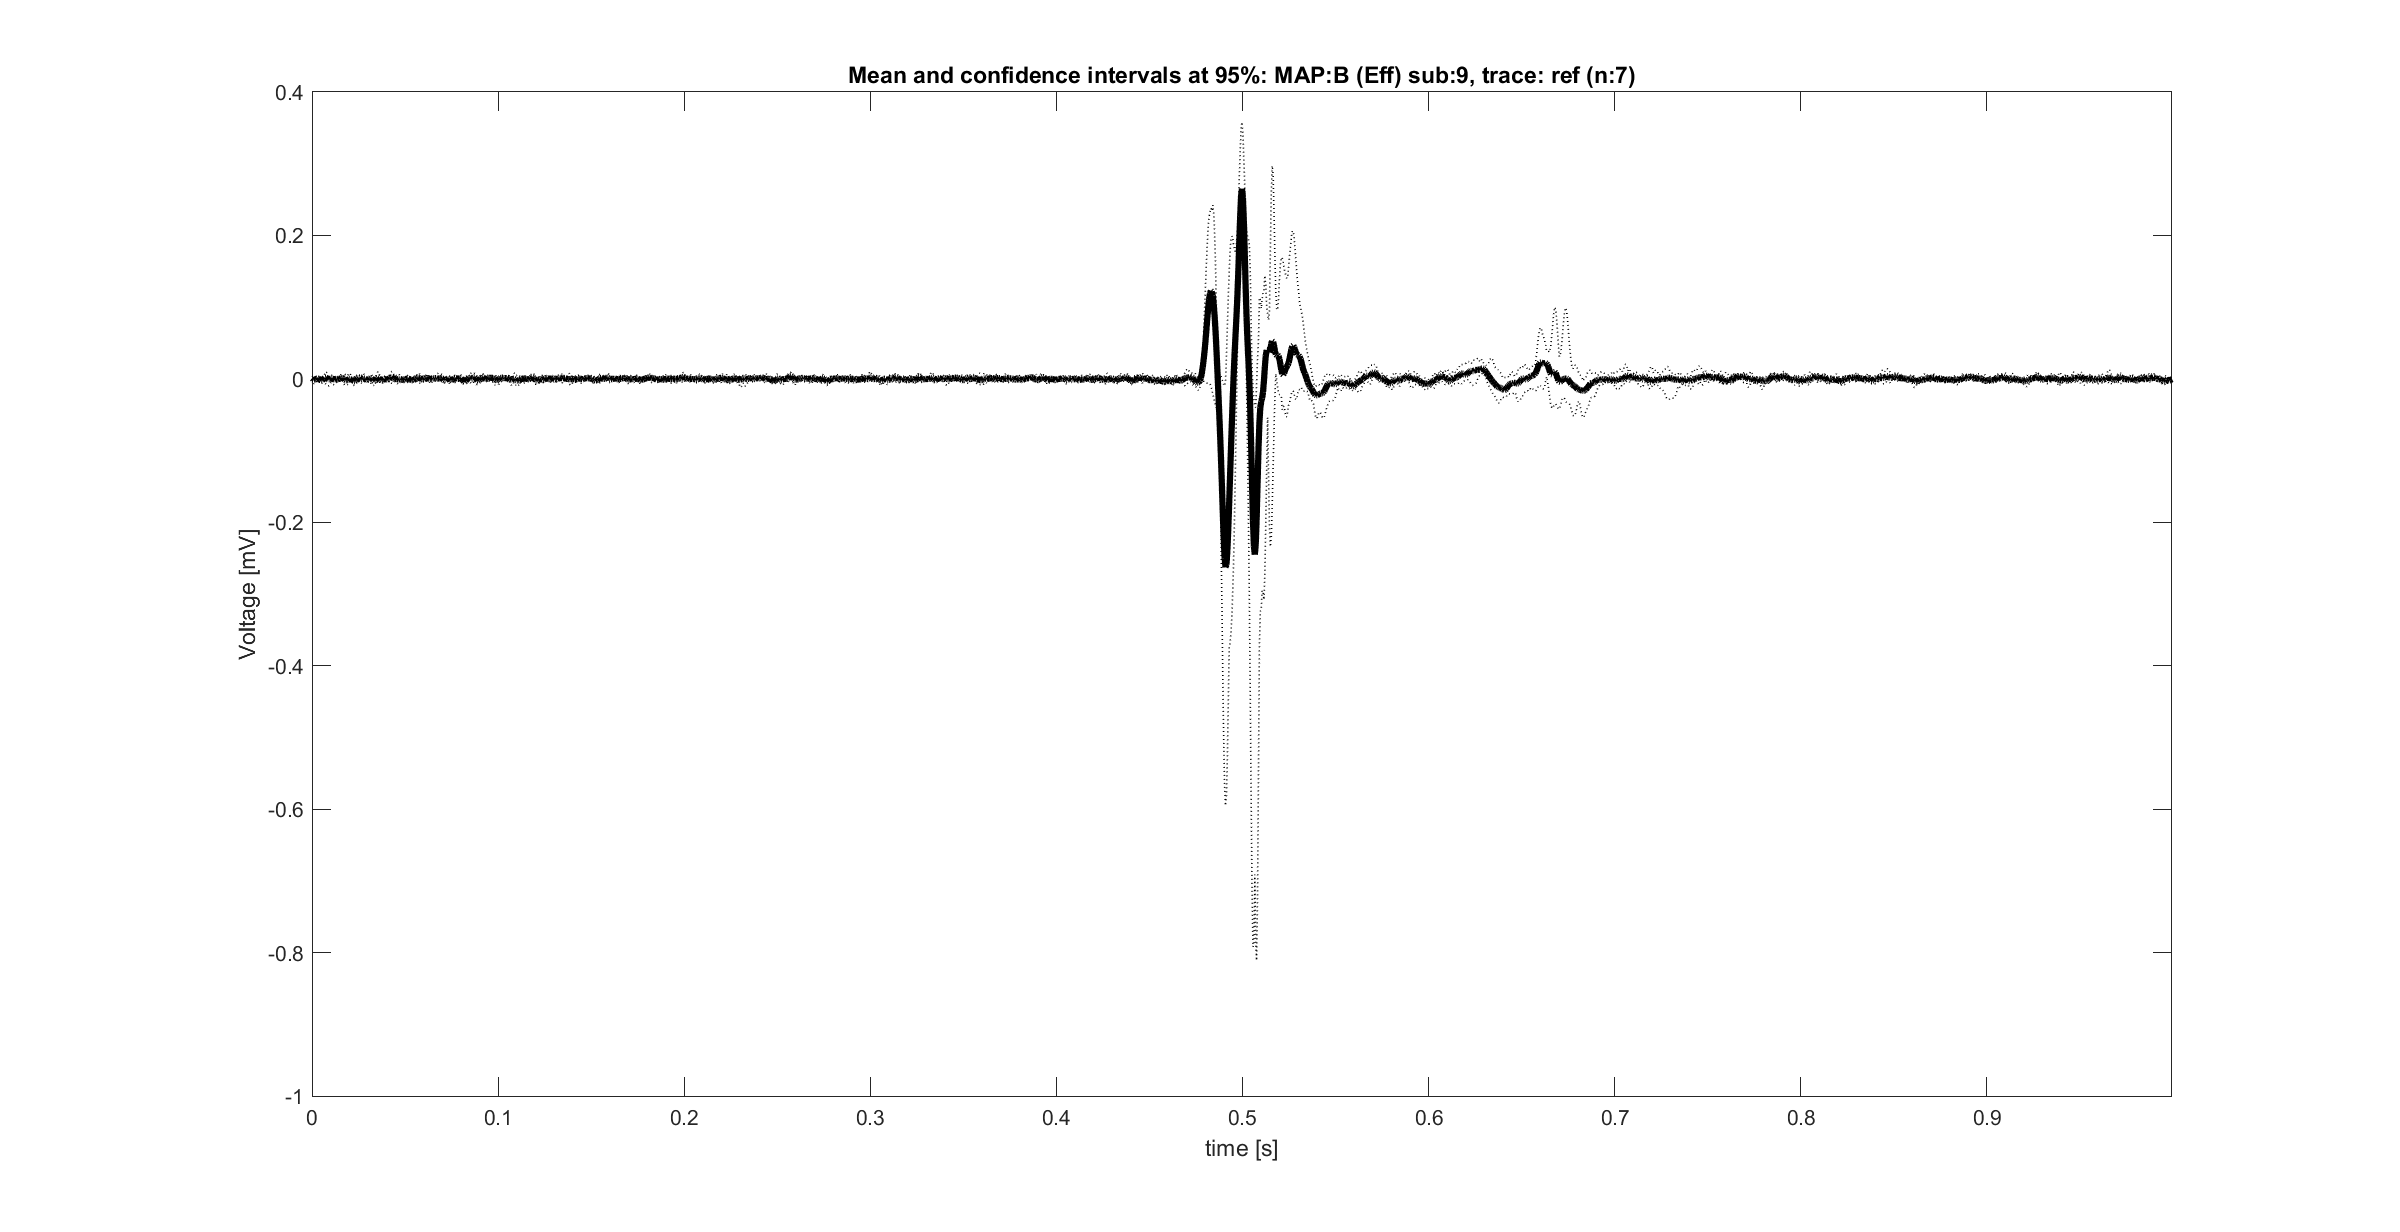 Mean and confidence intervals at 95%: MAP:B (Eff) sub:9, trace: ref (n:7)
0.4
0.2
0
-0.2
-0.4
-0.6
-0.8
-1
Voltage [mV]
0 0.1 0.2 0.3 0.4 0.5 0.6 0.7 0.8 0.9
time [s]